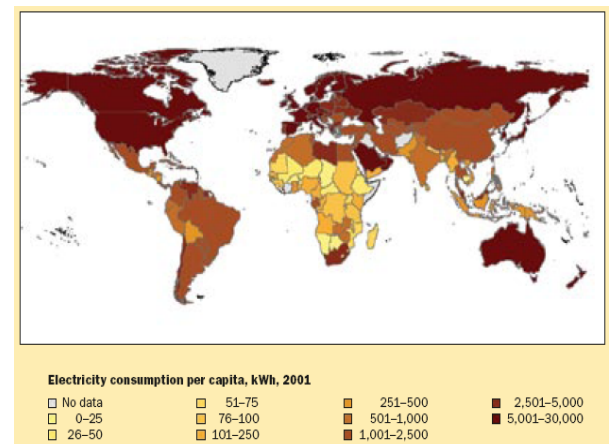 Electricity consumption per capita, kWh, 2001
No data 51–75 251–500 2,501–5,000
0–25 76–100 501–1,000 5,001–30,000
26–50 101–250 1,001–2,500